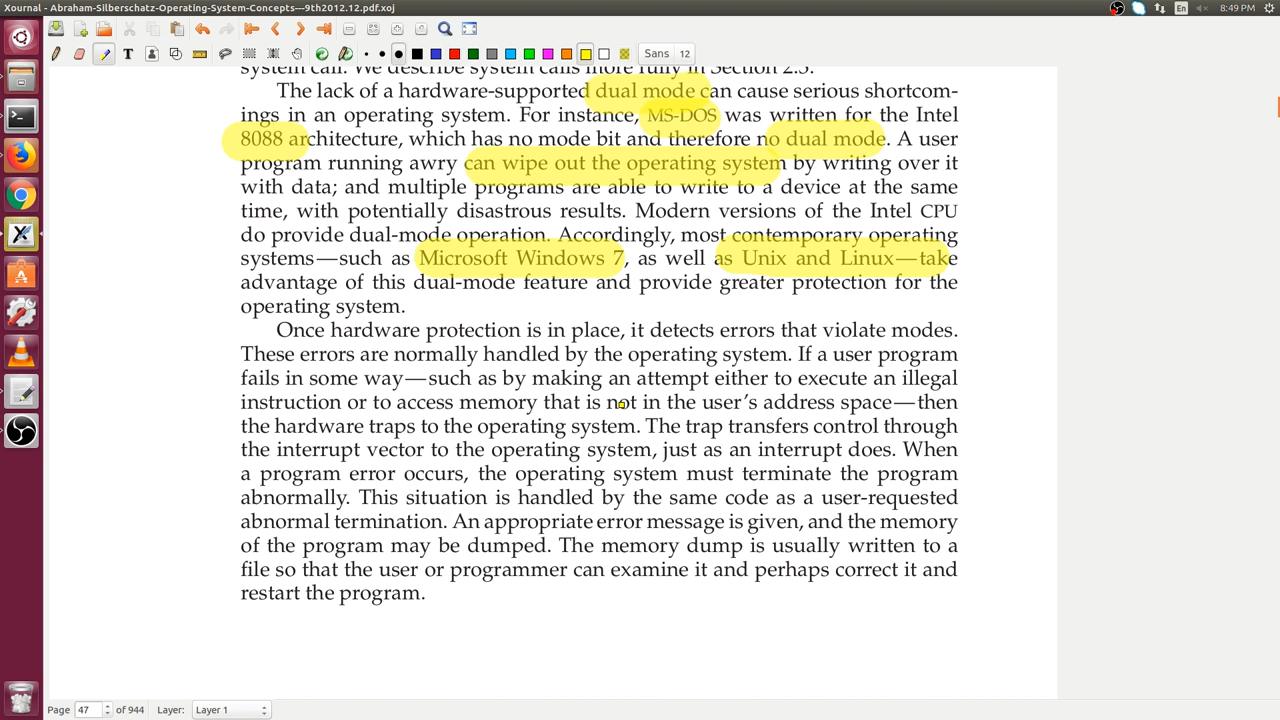 Xournal - Abraham-Silberschatz-Operating-System-Concepts---9th2012.12.pdf.xoj
En
8:49 PM
Sans
12
system call. We describe system calls more fully in Section 2.3.
The lack of a hardware-supported dual mode can cause serious shortcom-
ings in an operating system. For instance, MS-DOS was written for the Intel
8088 architecture, which has no mode bit and therefore no dual mode. A user
program running awry can wipe out the operating system by writing over it
with data; and multiple programs are able to write to a device at the same
time, with potentially disastrous results. Modern versions of the Intel CPU
do provide dual-mode operation. Accordingly, most contemporary operating
systems—such as Microsoft Windows 7, as well as Unix and Linux—take
advantage of this dual-mode feature and provide greater protection for the
operating system.
Once hardware protection is in place, it detects errors that violate modes.
These errors are normally handled by the operating system. If a user program
fails in some way—such as by making an attempt either to execute an illegal
instruction or to access memory that is not in the user's address space—then
the hardware traps to the operating system. The trap transfers control through
the interrupt vector to the operating system, just as an interrupt does. When
a program error occurs, the operating system must terminate the program
abnormally. This situation is handled by the same code as a user-requested
abnormal termination. An appropriate error message is given, and the memory
of the program may be dumped. The memory dump is usually written to a
file so that the user or programmer can examine it and perhaps correct it and
restart the program.
Page 47 of 944 Layer: Layer 1